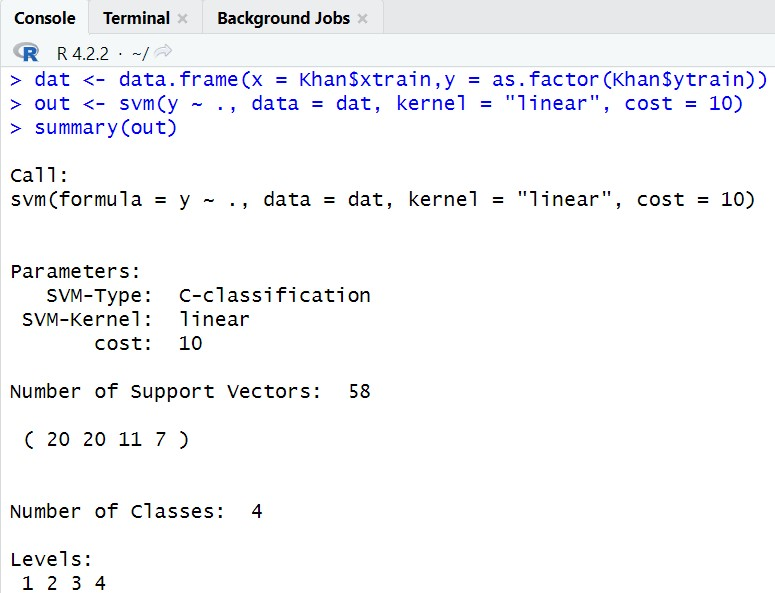 Console Terminal × Background Jobs ×
R R 4.2.2 · ~/
> dat <- data.frame(x = Khan$xtrain,y = as.factor(Khan$ytrain))
> out <- svm(y ~ ., data = dat, kernel = "linear", cost = 10)
> summary(out)
Call:
svm(formula = y ~ ., data = dat, kernel = "linear", cost = 10)
Parameters:
SVM-Type:  C-classification
SVM-Kernel:  linear
cost:  10
Number of Support Vectors:  58
( 20 20 11 7 )
Number of Classes:  4
Levels:
1 2 3 4